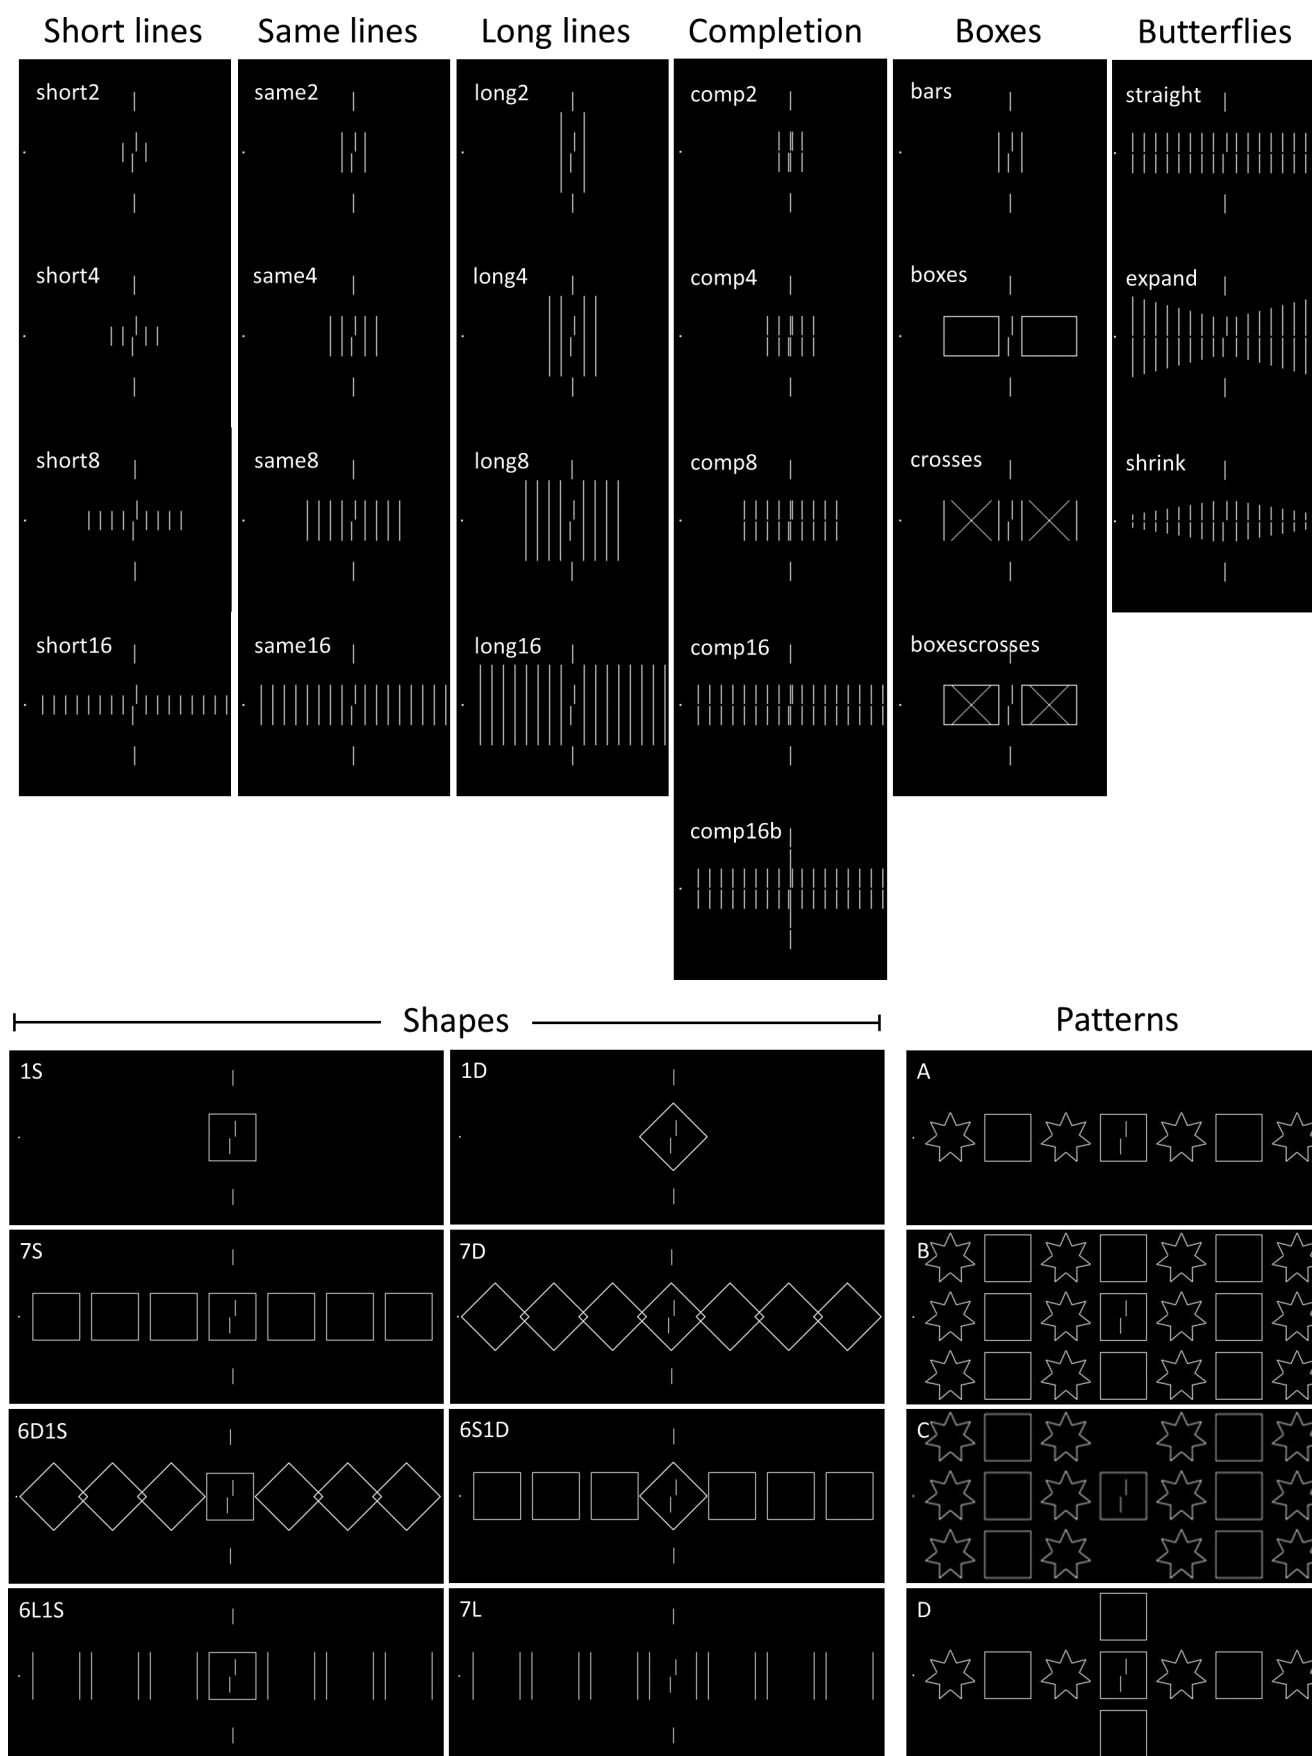 Short lines
Same lines
Long lines
Completion
Boxes
Butterflies
short2
same2
long2
comp2
bars
straight
short4
same4
long4
comp4
boxes
expand
short8
same8
long8
comp8
crosses
shrink
short16
same16
long16
comp16
boxescrosses
comp16b
Shapes
Patterns
1S
1D
A
7S
7D
B
6D1S
6S1D
C
6L1S
7L
D